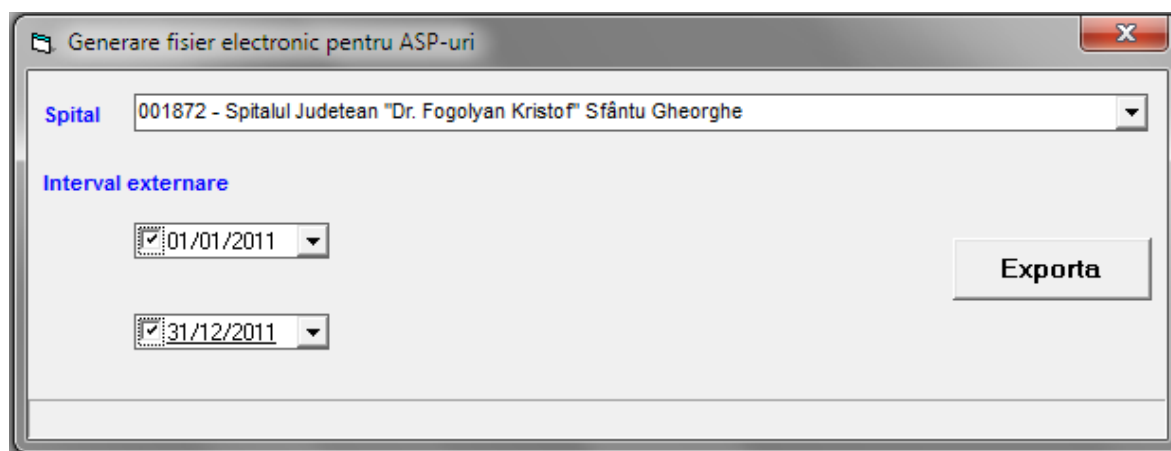 Generare fisier electronic pentru ASP-uri
Spital 001872 - Spitalul Judetean "Dr. Fogolyan Kristof" Sfântu Gheorghe
Interval externare
01/01/2011
Exporta
31/12/2011